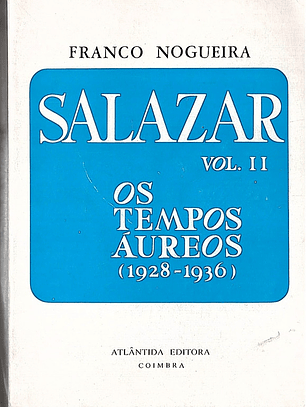 FRANCO NOGUEIRA
SALAZAR
VOL. II
OS
TEMPOS
ÁUREOS
(1928-1936)
ATLÂNTIDA EDITORA
COIMBRA